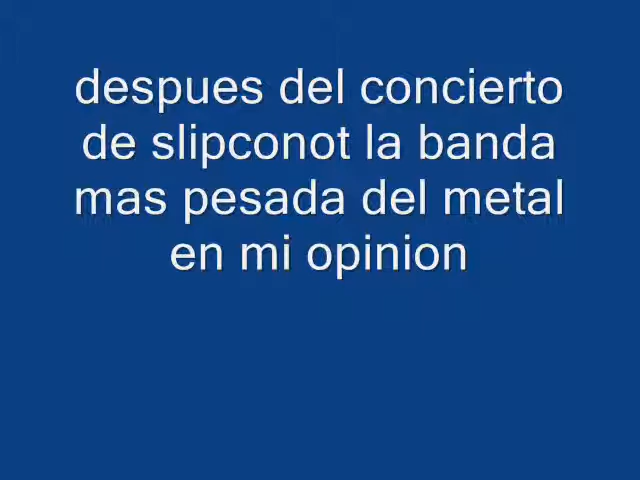 despues del concierto
de slipconot la banda
mas pesada del metal
en mi opinion